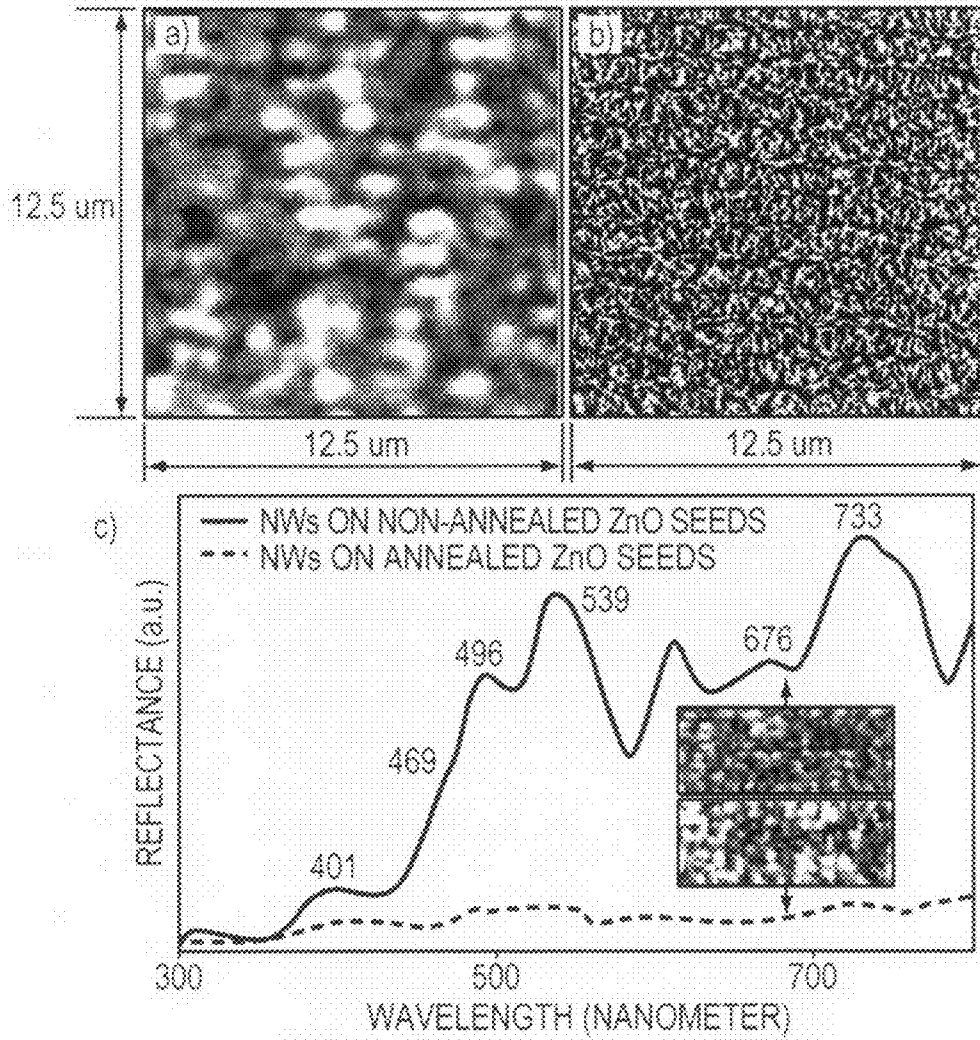 a)
b)
12.5 um
12.5 um
12.5 um
c)
NWs ON NON-ANNEALED ZnO SEEDS
NWs ON ANNEALED ZnO SEEDS
733
539
496
676
469
401
REFLECTANCE (a.u.)
300
500
700
WAVELENGTH (NANOMETER)